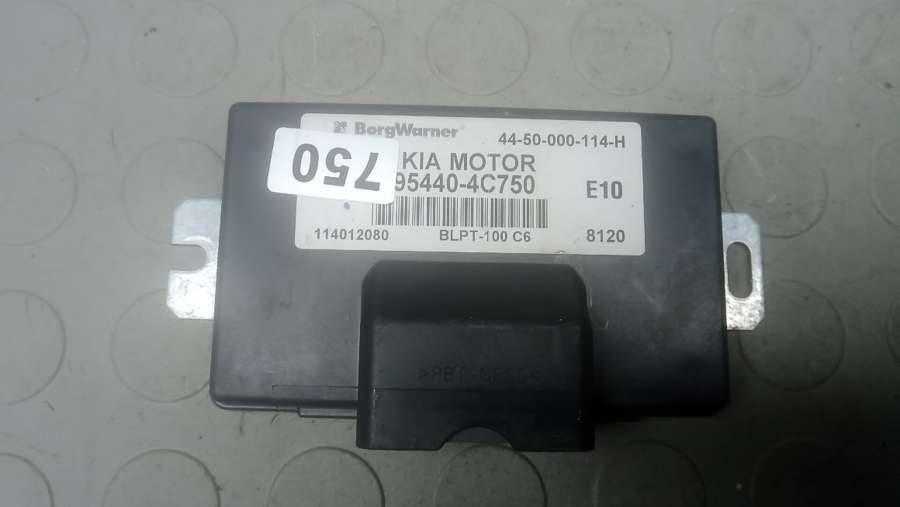 BorgWarner
44-50-000-114-H
KIA MOTOR
95440-4C750
E10
750
114012080
BLPT-100 C6
8120